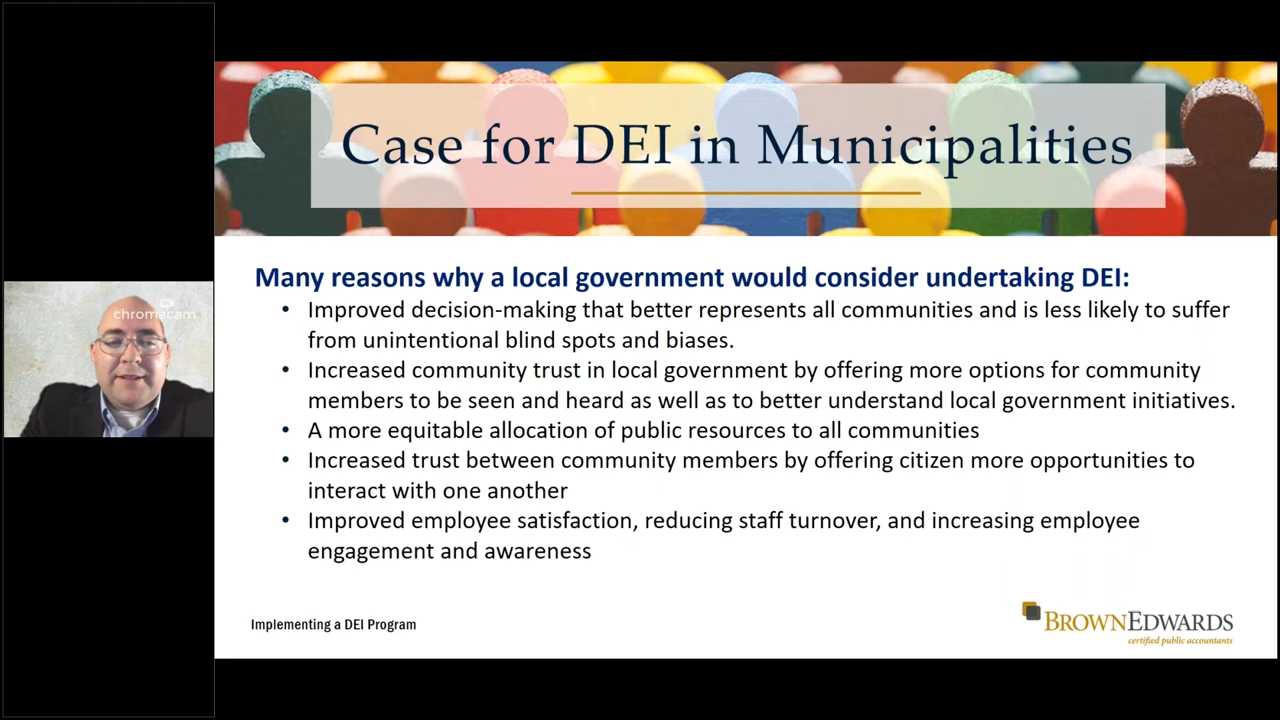 Case for DEI in Municipalities
chromacam
Many reasons why a local government would consider undertaking DEI:
• Improved decision-making that better represents all communities and is less likely to suffer
from unintentional blind spots and biases.
• Increased community trust in local government by offering more options for community
members to be seen and heard as well as to better understand local government initiatives.
• A more equitable allocation of public resources to all communities
• Increased trust between community members by offering citizen more opportunities to
interact with one another
• Improved employee satisfaction, reducing staff turnover, and increasing employee
engagement and awareness
Implementing a DEI Program
BROWNEDWARDS
certified public accountants